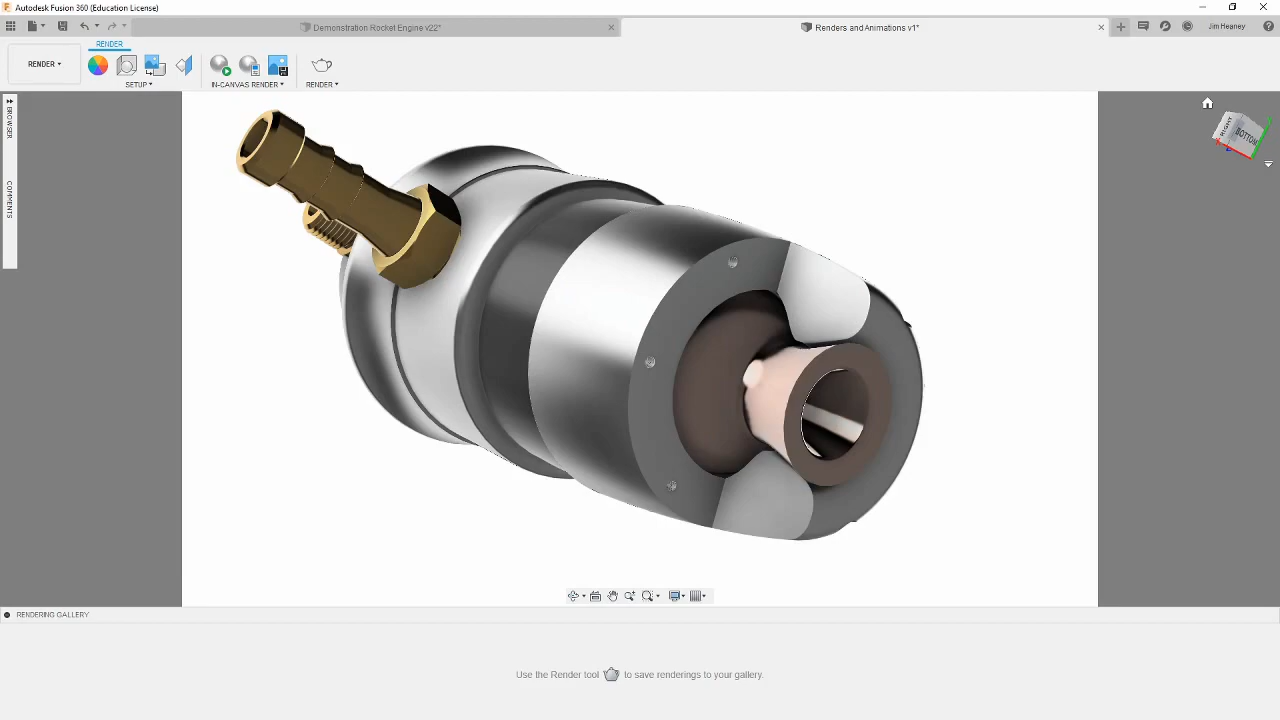 Autodesk Fusion 360 (Education License)
Demonstration Rocket Engine v22*
Renders and Animations v1*
Jim Heaney
RENDER
RENDER
SETUP
IN-CANVAS RENDER
RENDER
BROWSER
COMMENTS
RIGHT
BOTTOM
RENDERING GALLERY
Use the Render tool to save renderings to your gallery.